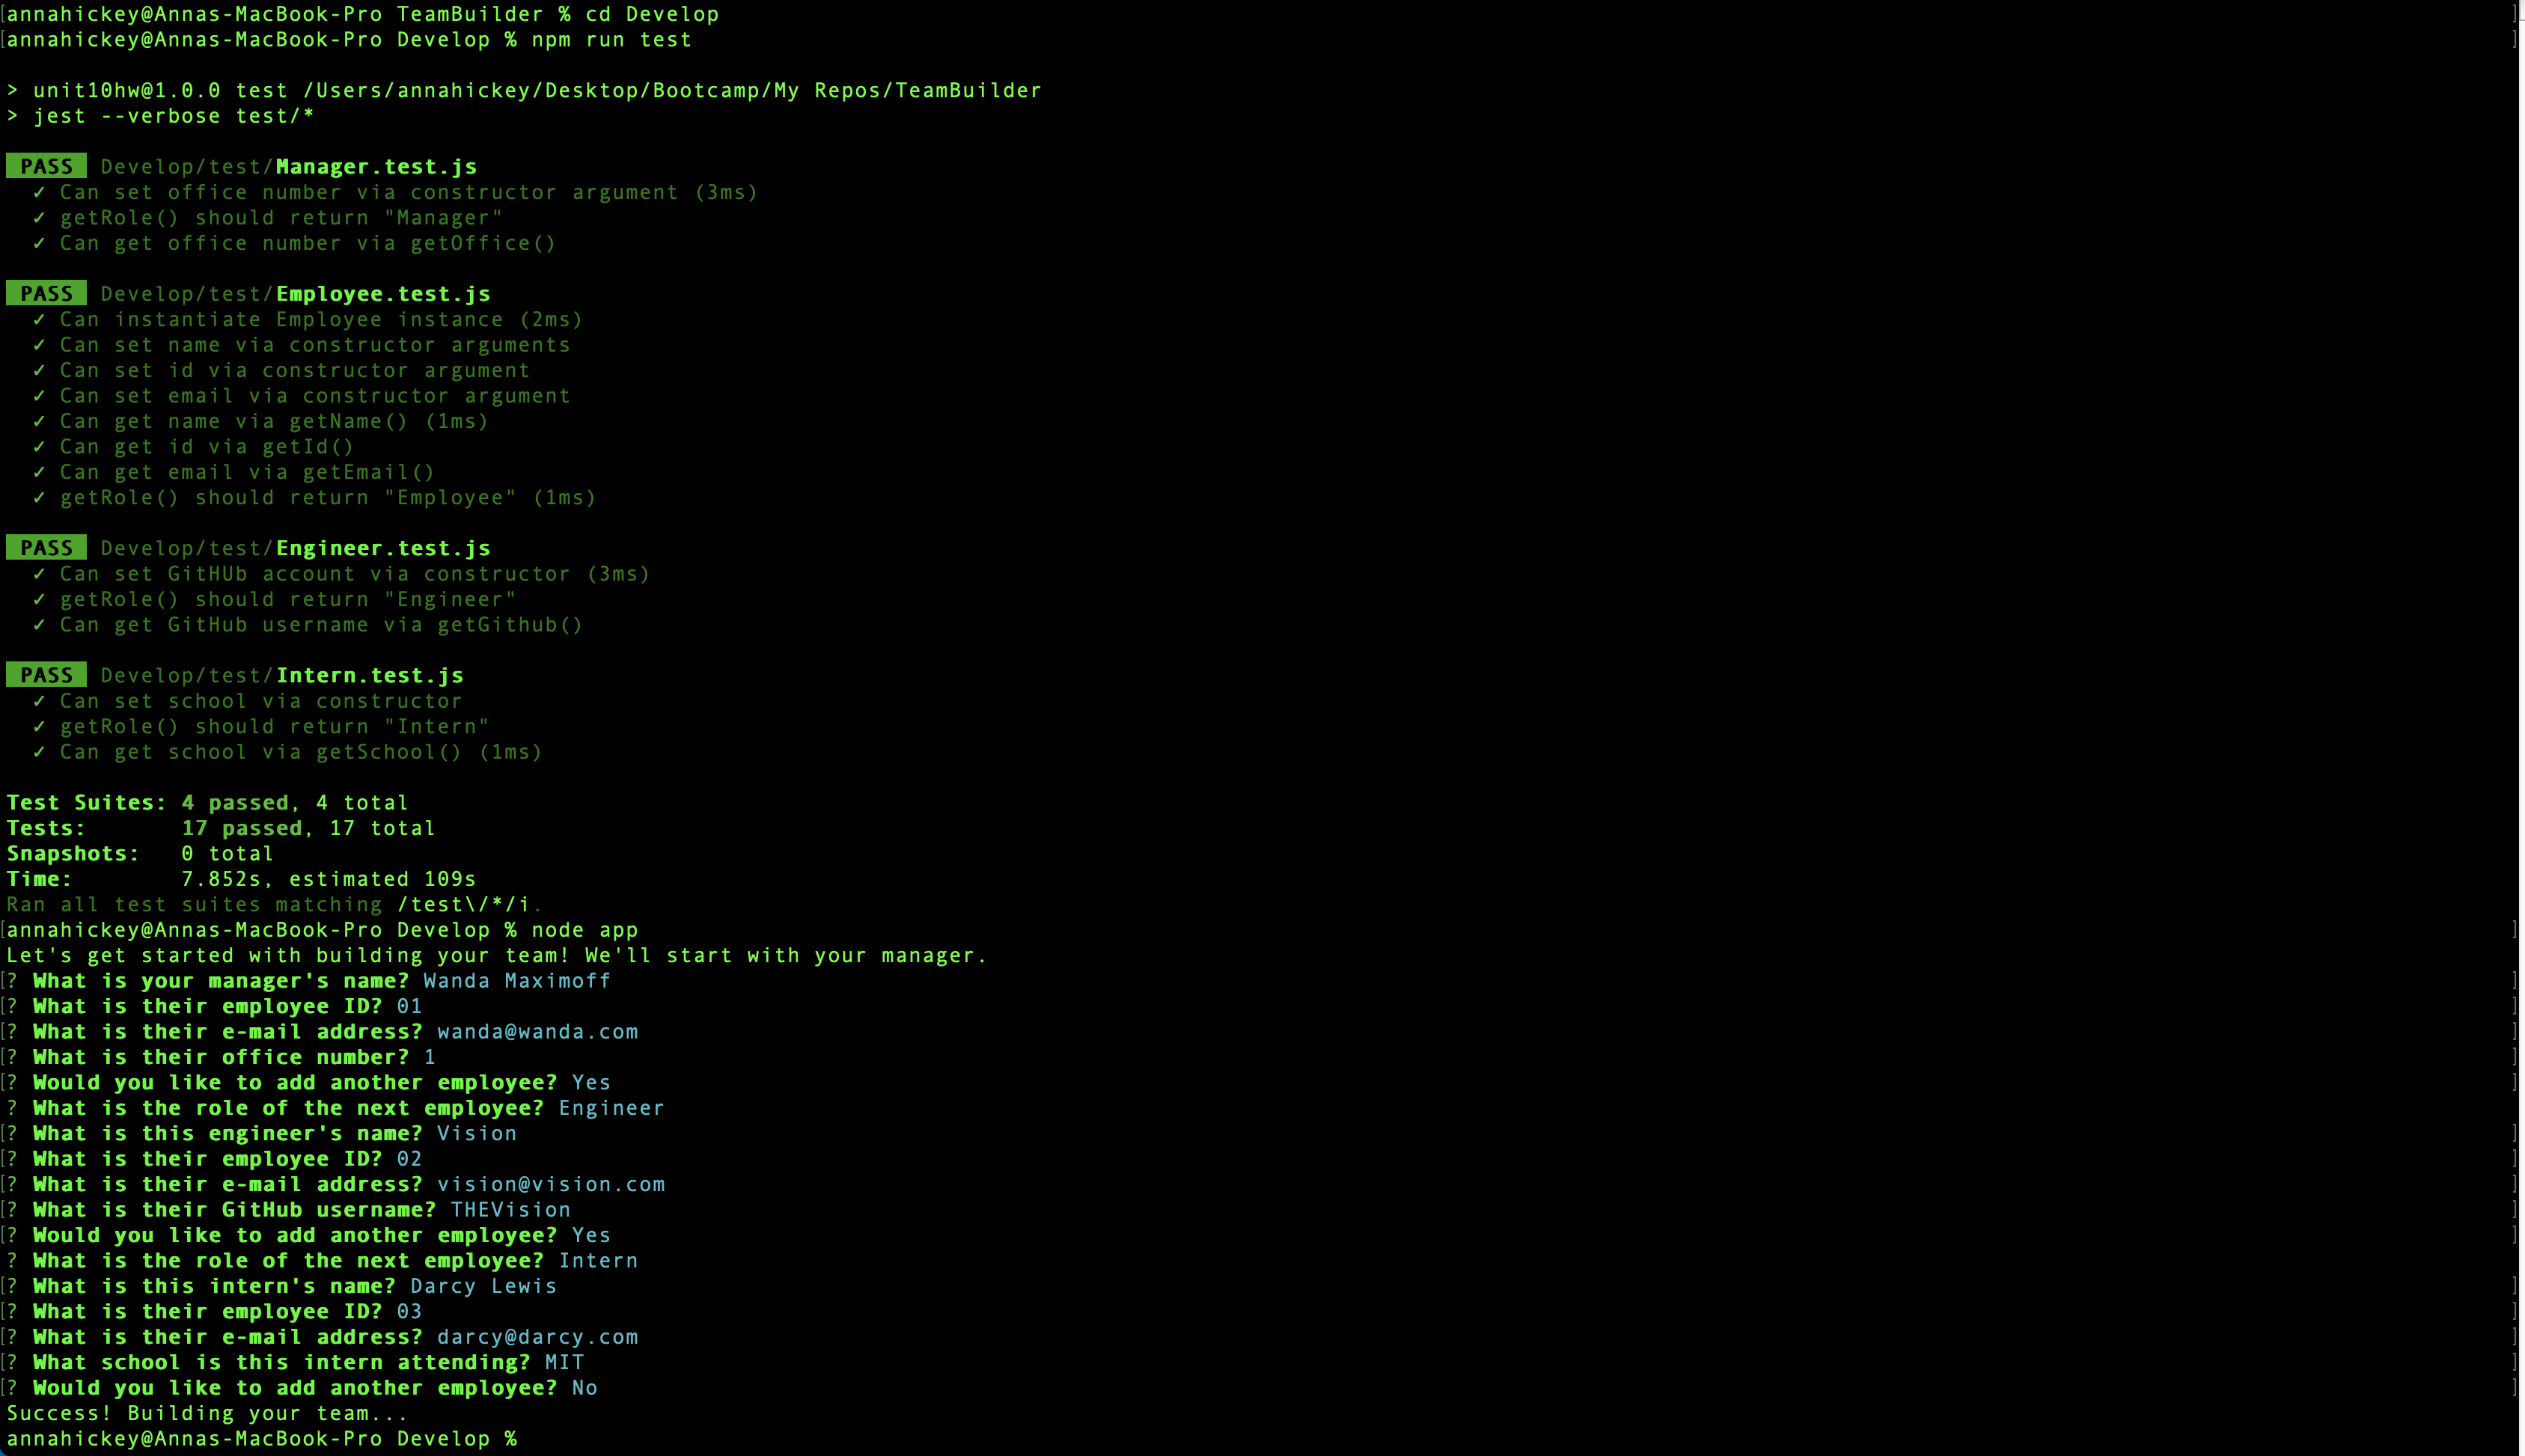 [annahickey@Annas-MacBook-Pro TeamBuilder % cd Develop ]
[annahickey@Annas-MacBook-Pro Develop % npm run test ]
> unit10hw@1.0.0 test /Users/annahickey/Desktop/Bootcamp/My Repos/TeamBuilder
> jest --verbose test/*
PASS Develop/test/Manager.test.js
✓ Can set office number via constructor argument (3ms)
✓ getRole() should return "Manager"
✓ Can get office number via getOffice()
PASS Develop/test/Employee.test.js
✓ Can instantiate Employee instance (2ms)
✓ Can set name via constructor arguments
✓ Can set id via constructor argument
✓ Can set email via constructor argument
✓ Can get name via getName() (1ms)
✓ Can get id via getId()
✓ Can get email via getEmail()
✓ getRole() should return "Employee" (1ms)
PASS Develop/test/Engineer.test.js
✓ Can set GitHUb account via constructor (3ms)
✓ getRole() should return "Engineer"
✓ Can get GitHub username via getGithub()
PASS Develop/test/Intern.test.js
✓ Can set school via constructor
✓ getRole() should return "Intern"
✓ Can get school via getSchool() (1ms)
Test Suites: 4 passed, 4 total
Tests: 17 passed, 17 total
Snapshots: 0 total
Time: 7.852s, estimated 109s
Ran all test suites matching /test\/*/i.
[annahickey@Annas-MacBook-Pro Develop % node app ]
Let's get started with building your team! We'll start with your manager.
[? What is your manager's name? Wanda Maximoff ]
[? What is their employee ID? 01 ]
[? What is their e-mail address? wanda@wanda.com ]
[? What is their office number? 1 ]
[? Would you like to add another employee? Yes ]
? What is the role of the next employee? Engineer
[? What is this engineer's name? Vision ]
[? What is their employee ID? 02 ]
[? What is their e-mail address? vision@vision.com ]
[? What is their GitHub username? THEVision ]
[? Would you like to add another employee? Yes ]
? What is the role of the next employee? Intern
[? What is this intern's name? Darcy Lewis ]
[? What is their employee ID? 03 ]
[? What is their e-mail address? darcy@darcy.com ]
[? What school is this intern attending? MIT ]
[? Would you like to add another employee? No ]
Success! Building your team...
annahickey@Annas-MacBook-Pro Develop %